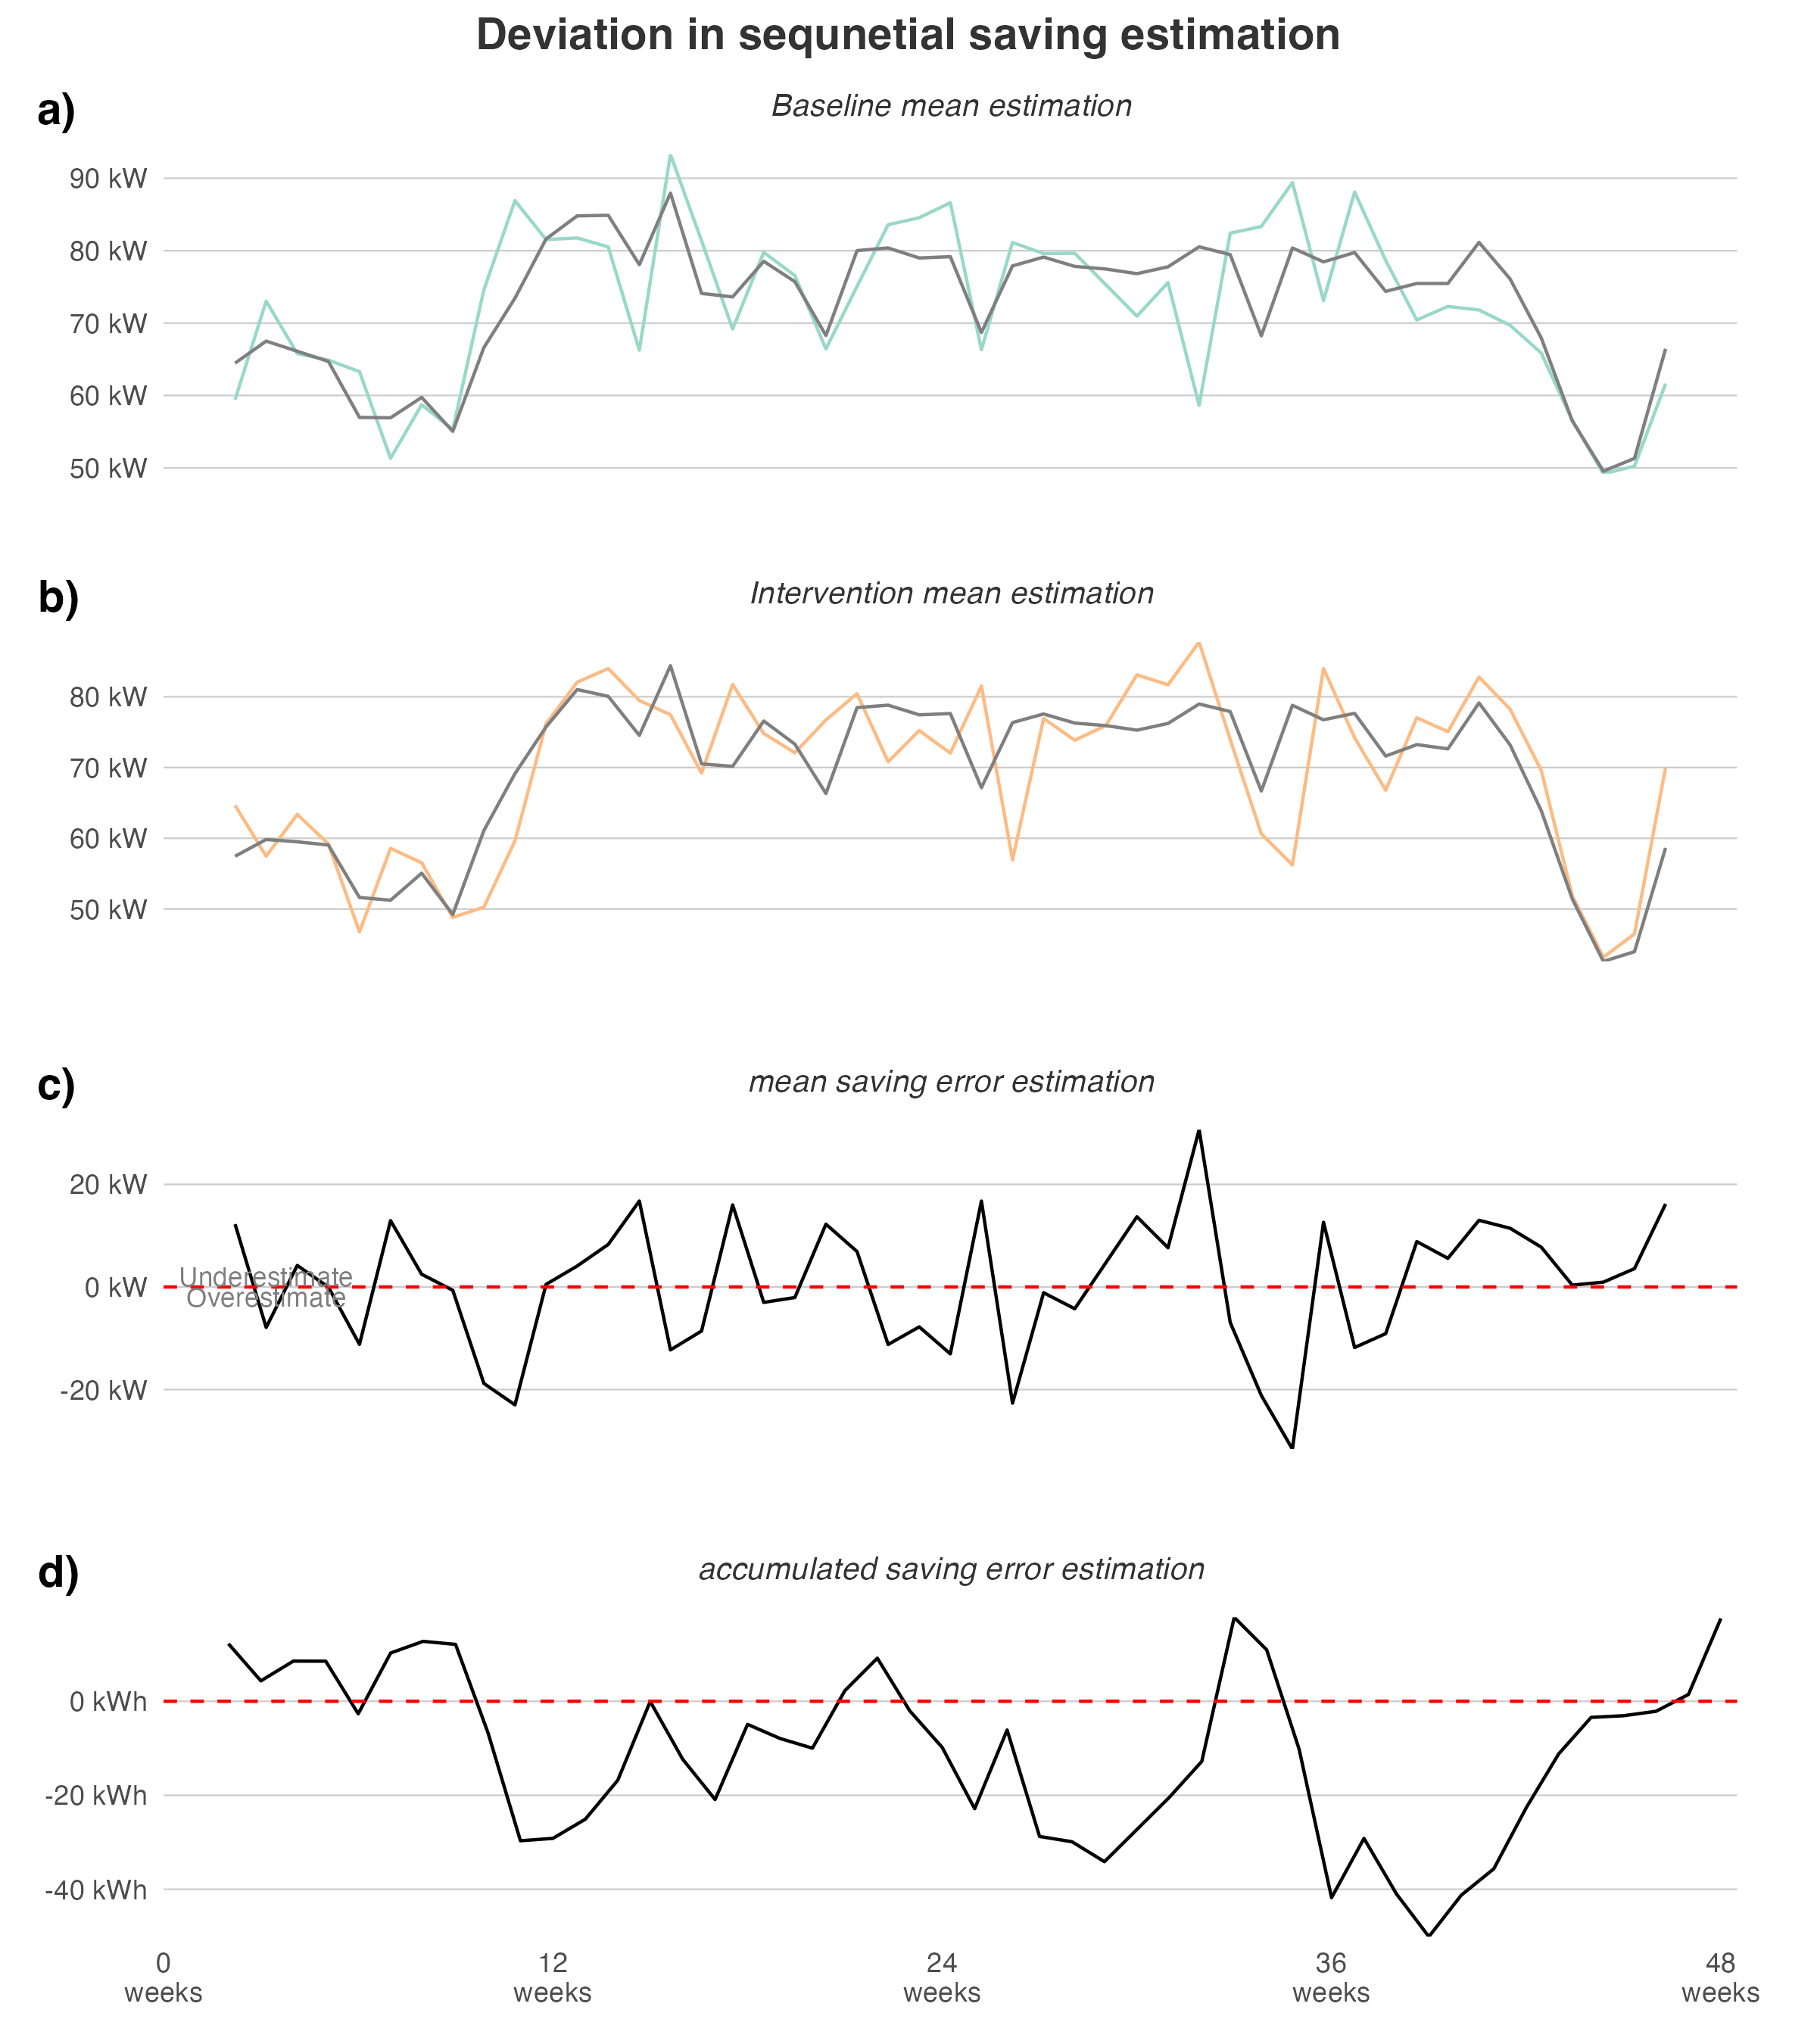 Deviation in sequnetial saving estimation
a)
Baseline mean estimation
90 kW
80 kW
70 kW
60 kW
50 kW
b)
Intervention mean estimation
80 kW
70 kW
60 kW
50 kW
c)
mean saving error estimation
20 kW
Underestimate
0 kW
Overestimate
-20 kW
d)
accumulated saving error estimation
0 kWh
-20 kWh
-40 kWh
0 12 24 36 48
weeks weeks weeks weeks weeks